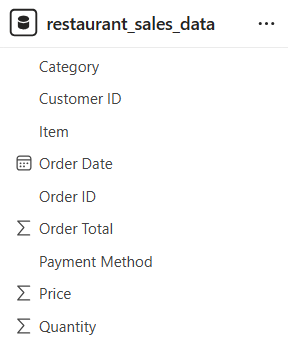 restaurant_sales_data
Category
Customer ID
Item
Order Date
Order ID
Order Total
Payment Method
Price
Quantity